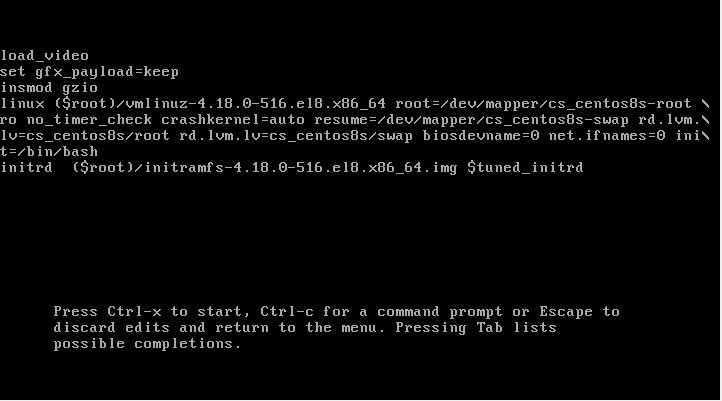 load_video
set gfx_payload=keep
insmod gzio
linux ($root)/vmlinuz-4.18.0-516.el8.x86_64 root=/dev/mapper/cs_centos8s-root \
ro no_timer_check crashkernel=auto resume=/dev/mapper/cs_centos8s-swap rd.lvm.\
lv=cs_centos8s/root rd.lvm.lv=cs_centos8s/swap biosdevname=0 net.ifnames=0 ini\
t=/bin/bash
initrd  ($root)/initramfs-4.18.0-516.el8.x86_64.img $tuned_initrd
Press Ctrl-x to start, Ctrl-c for a command prompt or Escape to
discard edits and return to the menu. Pressing Tab lists
possible completions.